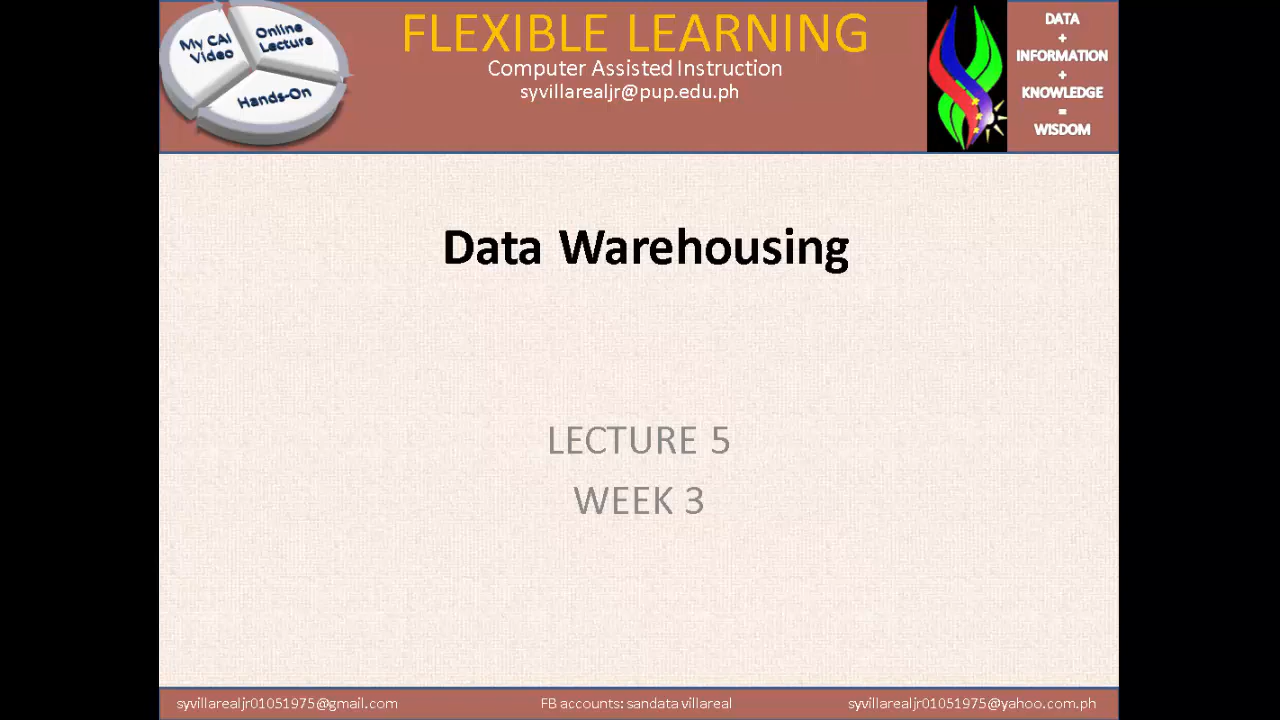 My CAI
Video
Online
Lecture
Hands-On
FLEXIBLE LEARNING
Computer Assisted Instruction
syvillarealjr@pup.edu.ph
DATA
+
INFORMATION
+
KNOWLEDGE
=
WISDOM
Data Warehousing
LECTURE 5
WEEK 3
syvillarealjr01051975@gmail.com
FB accounts: sandata villareal
syvillarealjr01051975@yahoo.com.ph